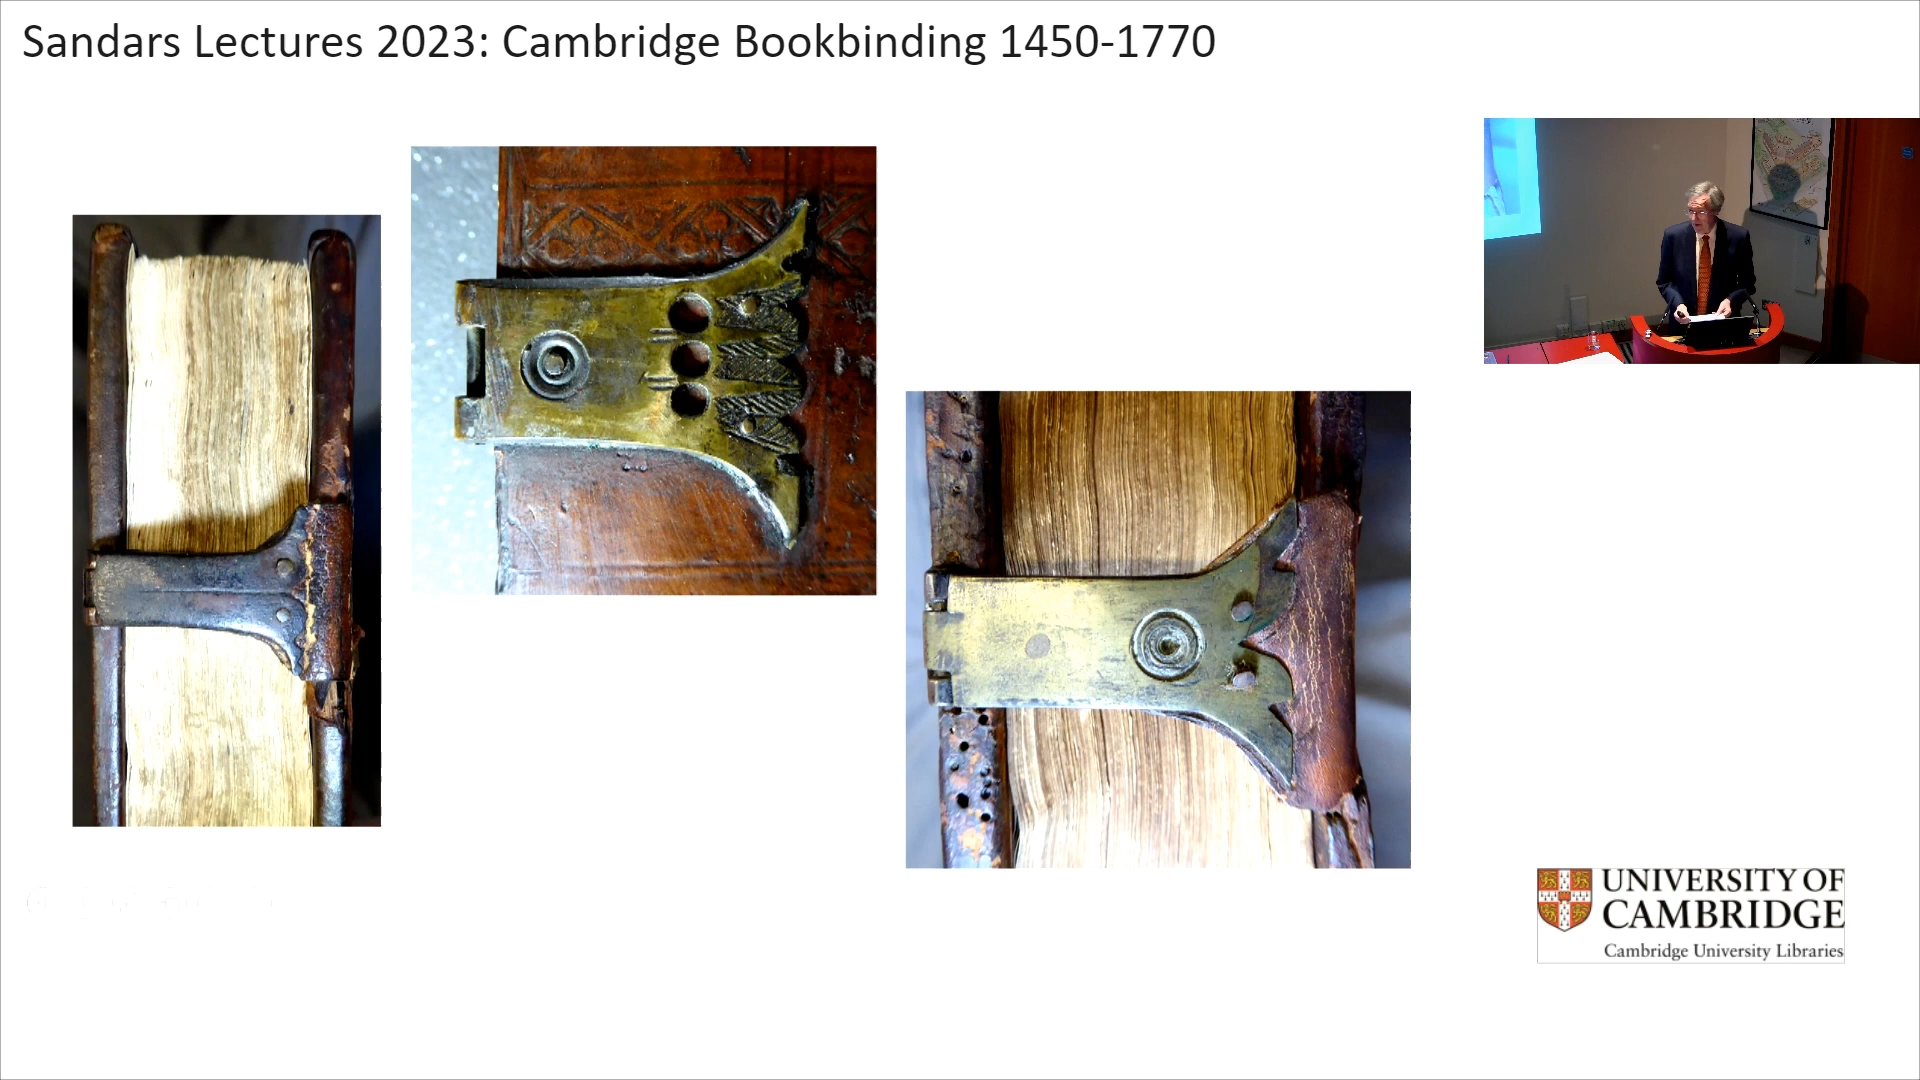 Sandars Lectures 2023: Cambridge Bookbinding 1450-1770
UNIVERSITY OF
CAMBRIDGE
Cambridge University Libraries